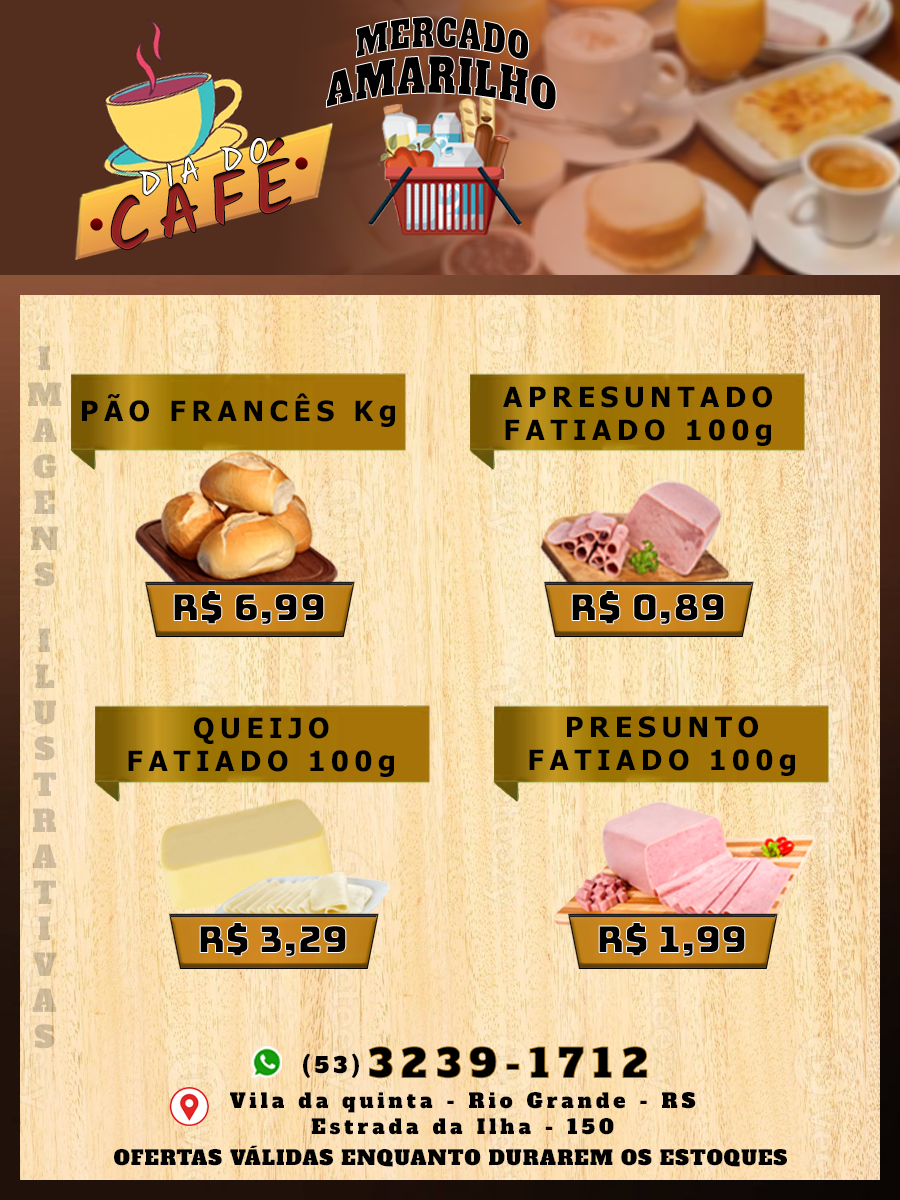 MERCADO
AMARILHO
DIA DO
CAFÉ
IMAGENS ILUSTRATIVAS
PÃO FRANCÊS Kg
R$ 6,99
APRESUNTADO
FATIADO 100g
R$ 0,89
QUEIJO
FATIADO 100g
R$ 3,29
PRESUNTO
FATIADO 100g
R$ 1,99
(53) 3239-1712
Vila da quinta - Rio Grande - RS
Estrada da Ilha - 150
OFERTAS VÁLIDAS ENQUANTO DURAREM OS ESTOQUES